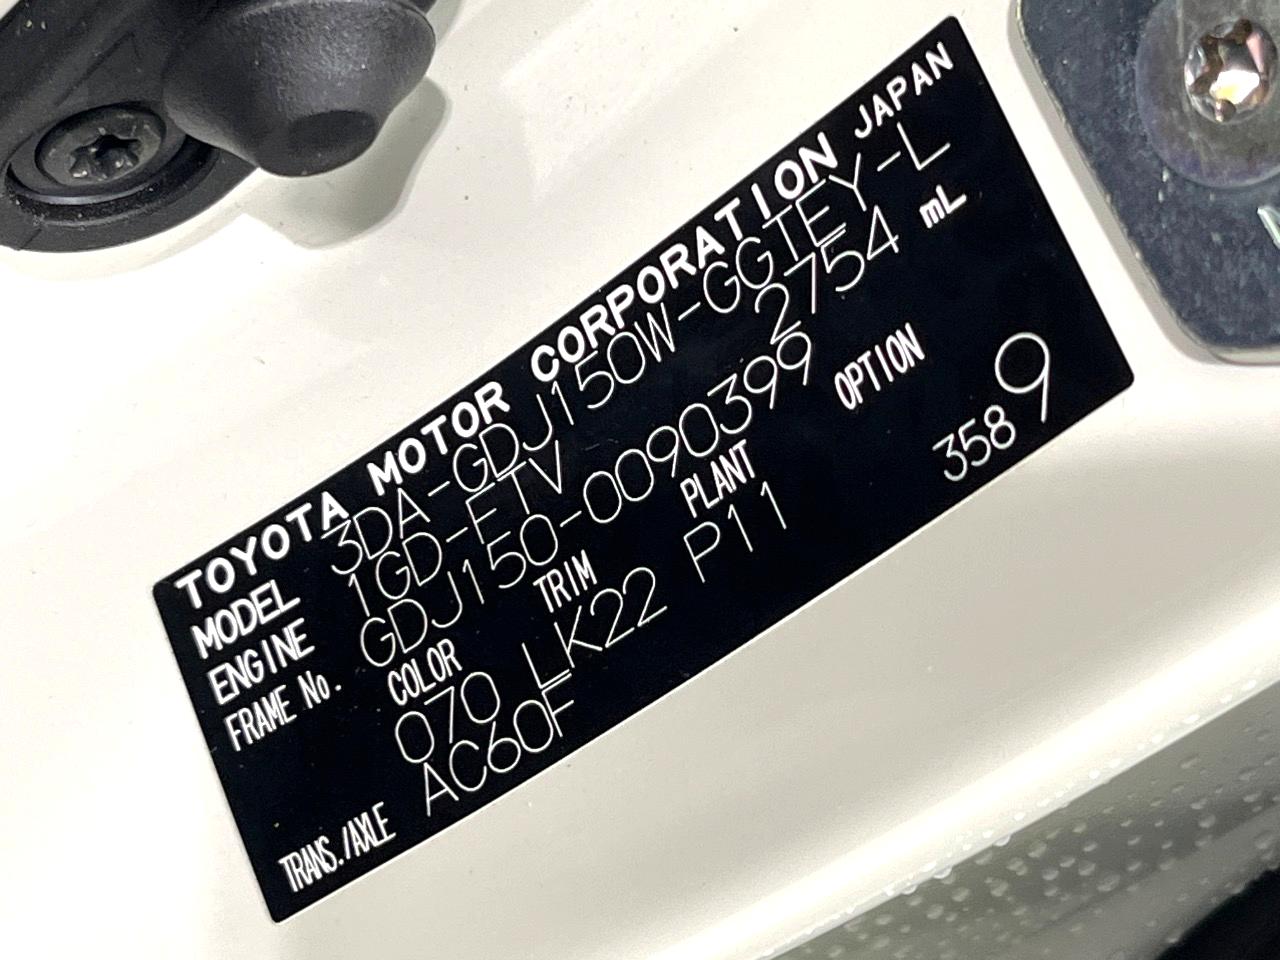 TOYOTA MOTOR CORPORATION JAPAN
MODEL 3DA-GDJ150W-GGTEY-L
ENGINE 1GD-FTV 2754 mL
FRAME No. GDJ150-0090399
COLOR TRIM PLANT OPTION
070 LK22 P11
TRANS./AXLE AC60F 358 9